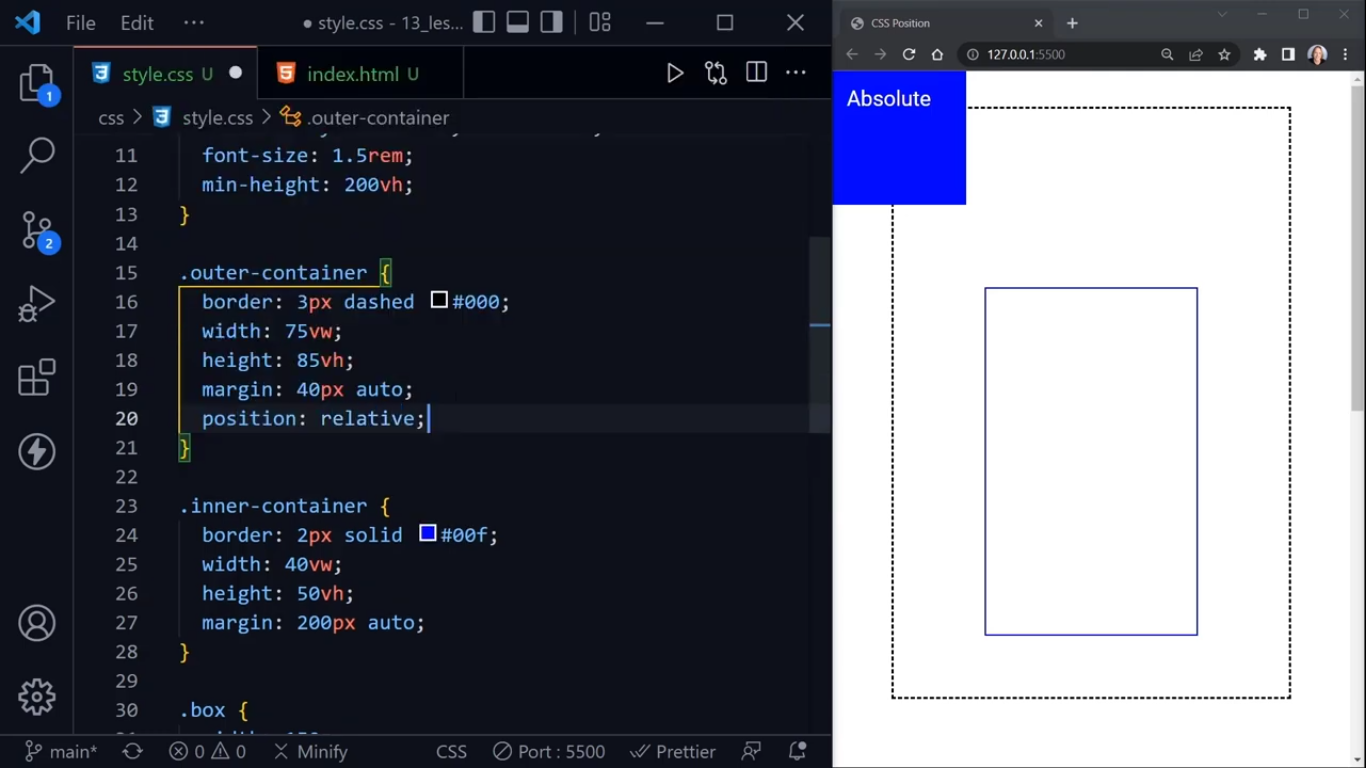 File Edit ···
● style.css - 13_les...
style.css U ●
index.html U
css > style.css > .outer-container
11 font-size: 1.5rem;
12 min-height: 200vh;
13 }
14
15 .outer-container {
16 border: 3px dashed #000;
17 width: 75vw;
18 height: 85vh;
19 margin: 40px auto;
20 position: relative;
21 }
22
23 .inner-container {
24 border: 2px solid #00f;
25 width: 40vw;
26 height: 50vh;
27 margin: 200px auto;
28 }
29
30 .box {
1
2
main* 0 0 Minify CSS Port : 5500 Prettier
CSS Position
127.0.0.1:5500
Absolute